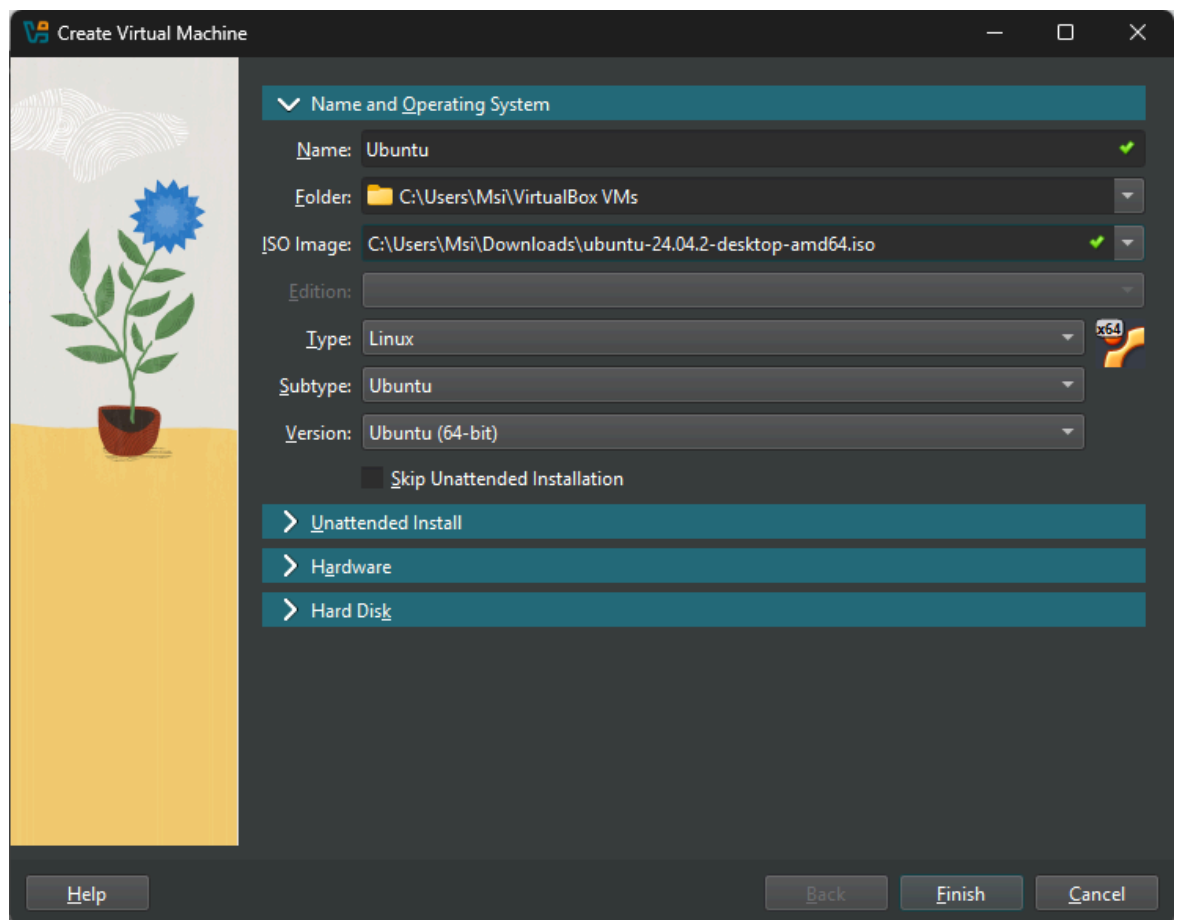 Create Virtual Machine
Name and Operating System
Name: Ubuntu
Folder: C:\Users\Msi\VirtualBox VMs
ISO Image: C:\Users\Msi\Downloads\ubuntu-24.04.2-desktop-amd64.iso
Edition:
Type: Linux
x64
Subtype: Ubuntu
Version: Ubuntu (64-bit)
Skip Unattended Installation
Unattended Install
Hardware
Hard Disk
Help Back Finish Cancel